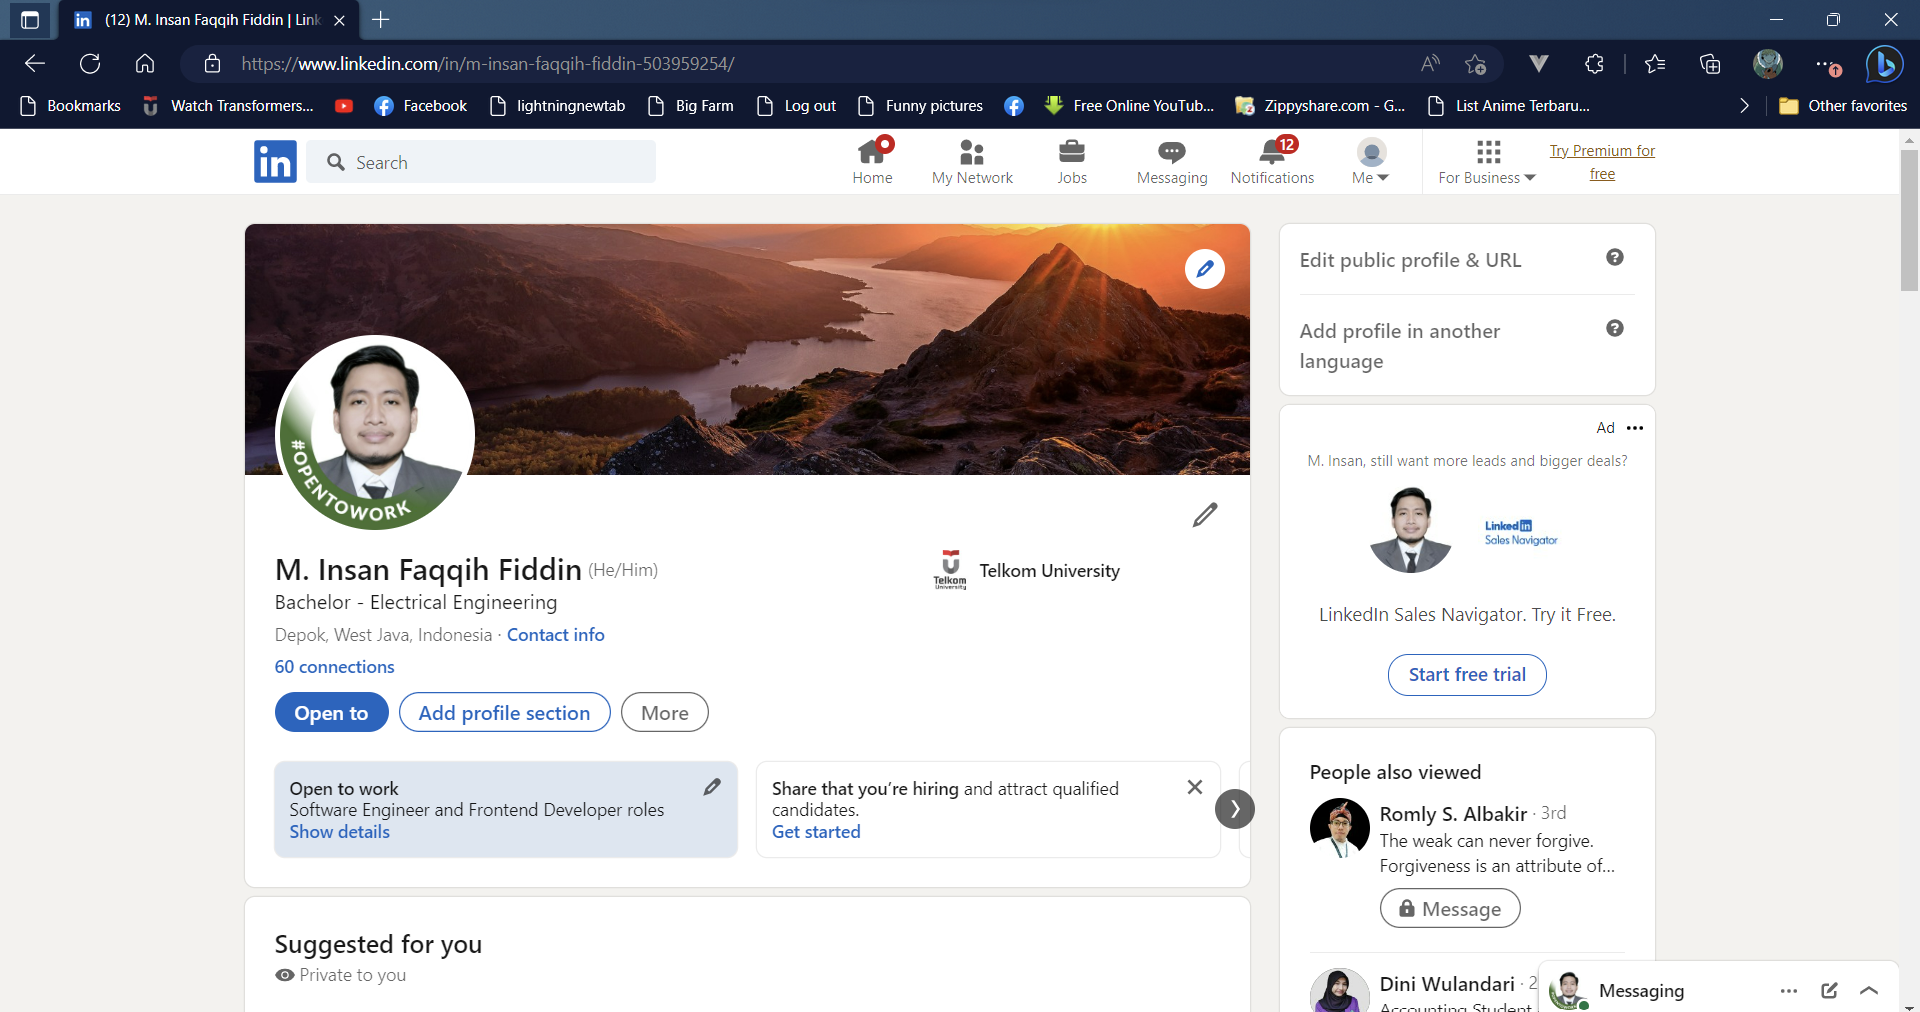 (12) M. Insan Faqqih Fiddin | Link
https://www.linkedin.com/in/m-insan-faqqih-fiddin-503959254/
Bookmarks
Watch Transformers...
Facebook
lightningnewtab
Big Farm
Log out
Funny pictures
Free Online YouTub...
Zippyshare.com - G...
List Anime Terbaru...
Other favorites
in
Search
Home
My Network
Jobs
Messaging
12
Notifications
Me
For Business
Try Premium for
free
#OPENTOWORK
M. Insan Faqqih Fiddin (He/Him)
Bachelor - Electrical Engineering
Depok, West Java, Indonesia · Contact info
60 connections
Telkom
University
Telkom University
Open to
Add profile section
More
Open to work
Software Engineer and Frontend Developer roles
Show details
Share that you're hiring and attract qualified
candidates.
Get started
Suggested for you
Private to you
Edit public profile & URL
Add profile in another
language
Ad
M. Insan, still want more leads and bigger deals?
Linked in
Sales Navigator
LinkedIn Sales Navigator. Try it Free.
Start free trial
People also viewed
Romly S. Albakir · 3rd
The weak can never forgive.
Forgiveness is an attribute of...
Message
Dini Wulandari · 2
Accounting Student
Messaging